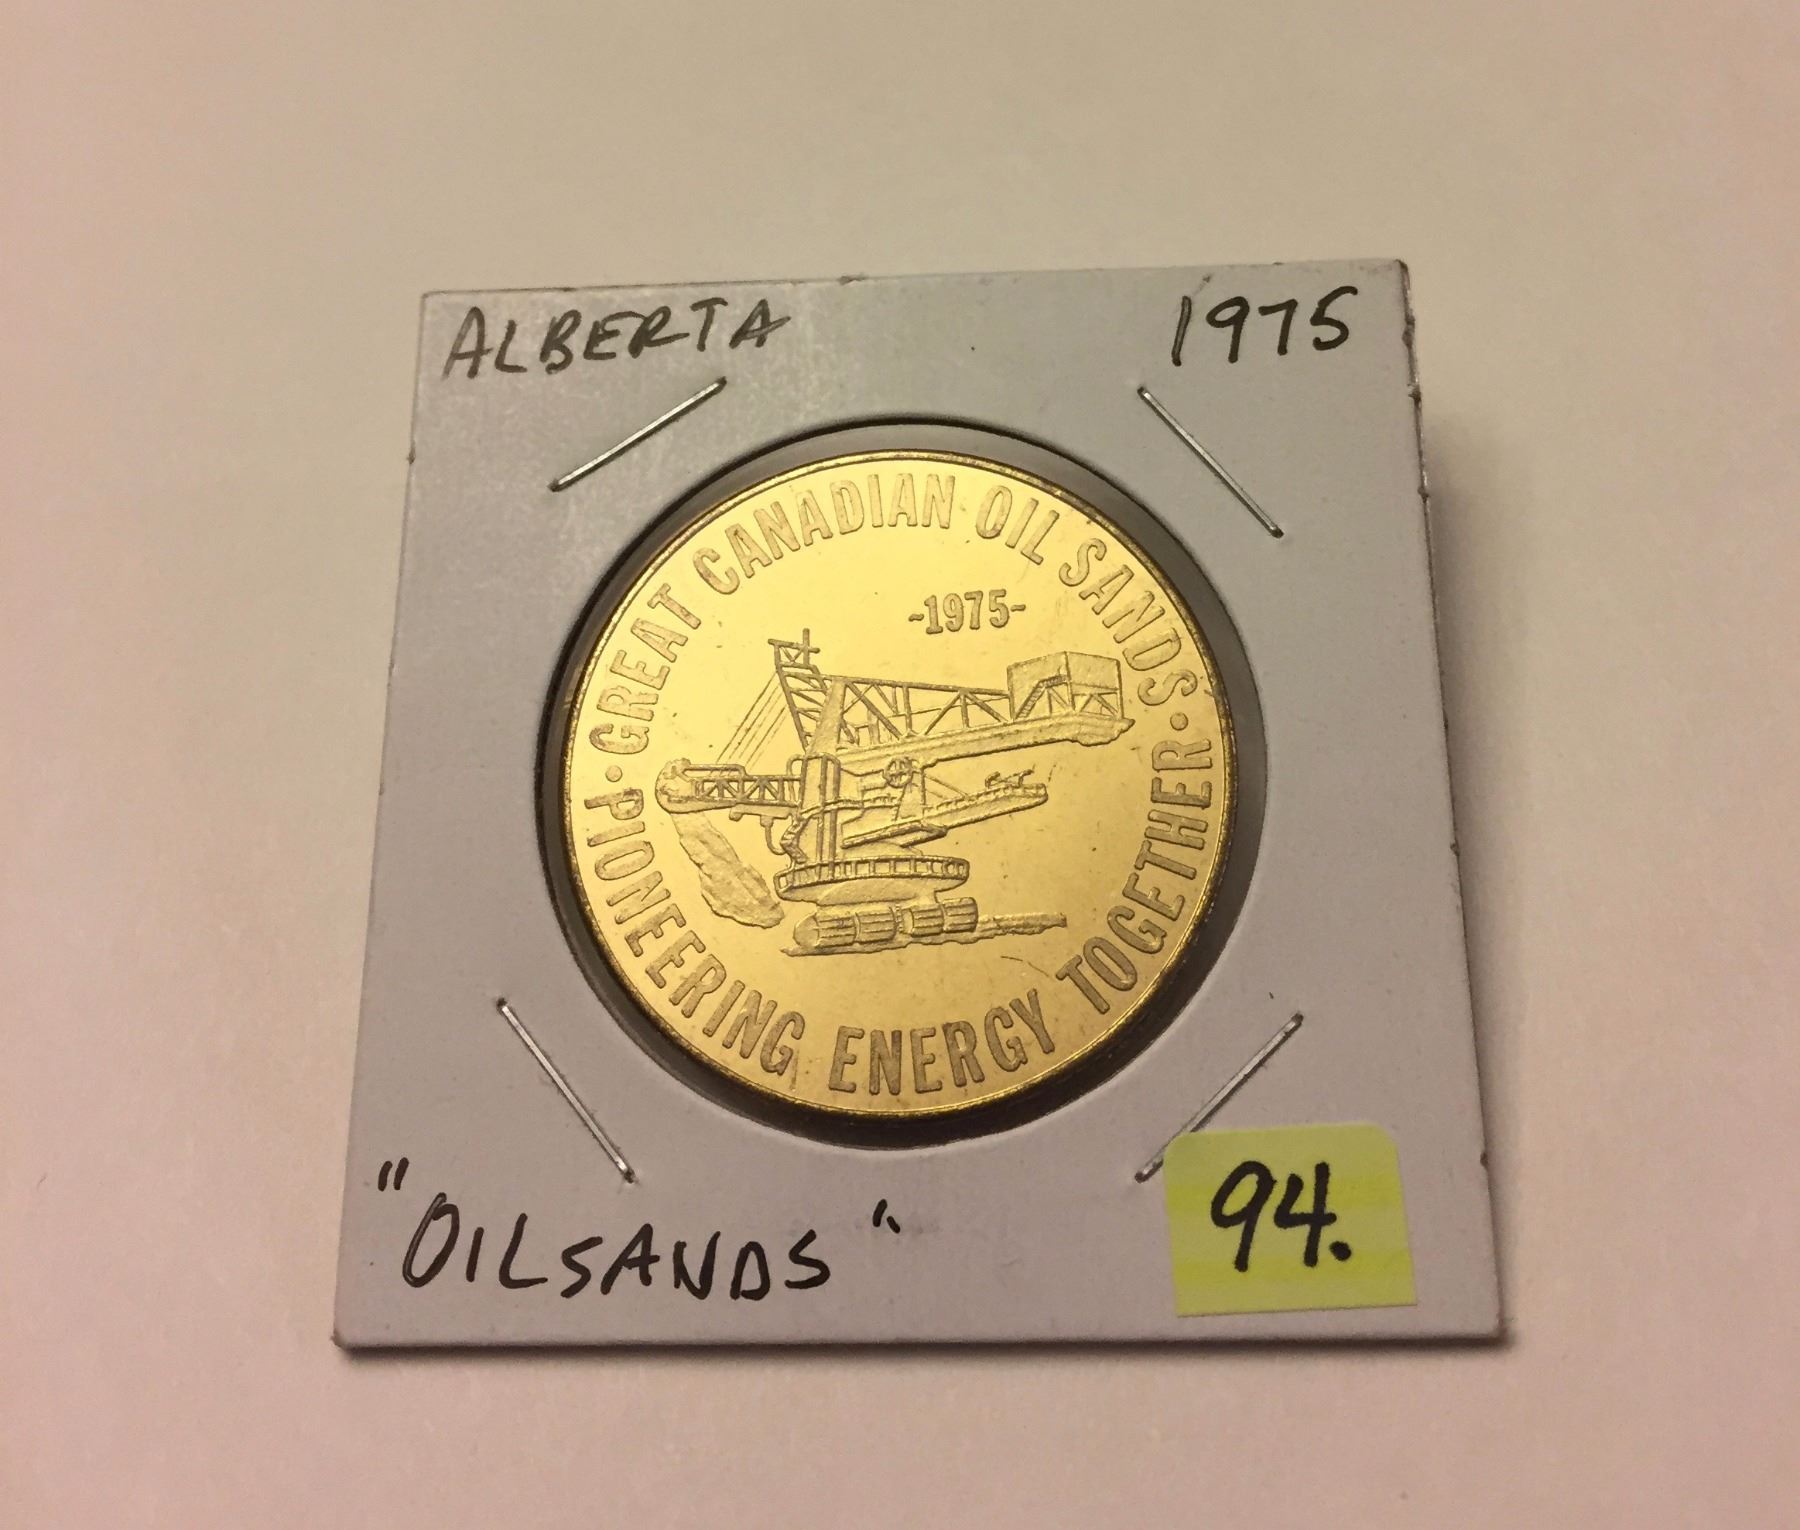 ALBERTA 1975
GREAT CANADIAN OIL SANDS
-1975-
·PIONEERING ENERGY TOGETHER·
"OILSANDS"
94.